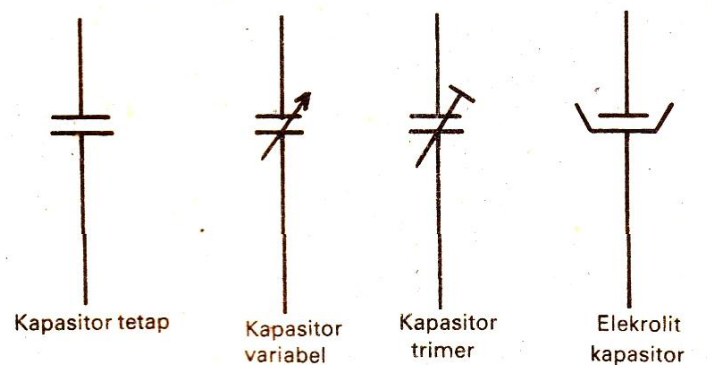 Kapasitor tetap
Kapasitor
variabel
Kapasitor
trimer
Elekrolit
kapasitor